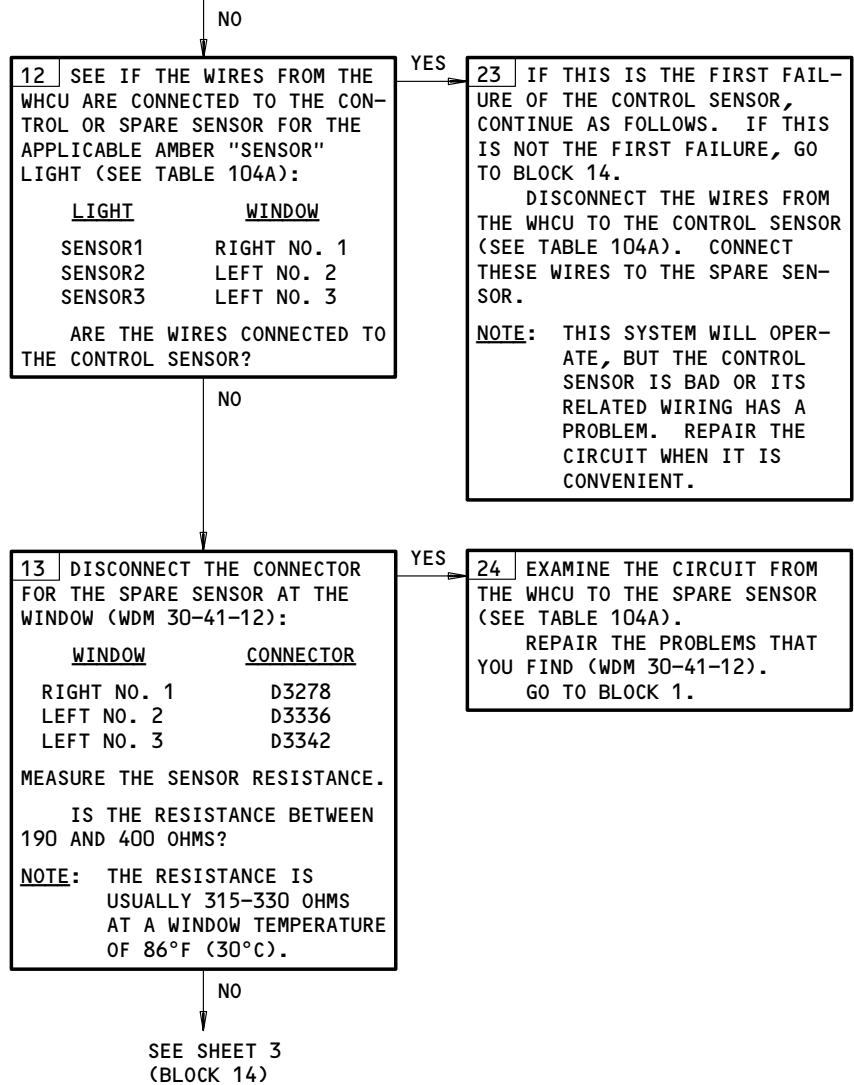 NO
12 SEE IF THE WIRES FROM THE
WHCU ARE CONNECTED TO THE CON-
TROL OR SPARE SENSOR FOR THE
APPLICABLE AMBER "SENSOR"
LIGHT (SEE TABLE 104A):
LIGHT WINDOW
SENSOR1 RIGHT NO. 1
SENSOR2 LEFT NO. 2
SENSOR3 LEFT NO. 3
ARE THE WIRES CONNECTED TO
THE CONTROL SENSOR?
YES
23 IF THIS IS THE FIRST FAIL-
URE OF THE CONTROL SENSOR,
CONTINUE AS FOLLOWS. IF THIS
IS NOT THE FIRST FAILURE, GO
TO BLOCK 14.
DISCONNECT THE WIRES FROM
THE WHCU TO THE CONTROL SENSOR
(SEE TABLE 104A). CONNECT
THESE WIRES TO THE SPARE SEN-
SOR.
NOTE: THIS SYSTEM WILL OPER-
ATE, BUT THE CONTROL
SENSOR IS BAD OR ITS
RELATED WIRING HAS A
PROBLEM. REPAIR THE
CIRCUIT WHEN IT IS
CONVENIENT.
NO
13 DISCONNECT THE CONNECTOR
FOR THE SPARE SENSOR AT THE
WINDOW (WDM 30-41-12):
WINDOW CONNECTOR
RIGHT NO. 1 D3278
LEFT NO. 2 D3336
LEFT NO. 3 D3342
MEASURE THE SENSOR RESISTANCE.
IS THE RESISTANCE BETWEEN
190 AND 400 OHMS?
NOTE: THE RESISTANCE IS
USUALLY 315-330 OHMS
AT A WINDOW TEMPERATURE
OF 86°F (30°C).
YES
24 EXAMINE THE CIRCUIT FROM
THE WHCU TO THE SPARE SENSOR
(SEE TABLE 104A).
REPAIR THE PROBLEMS THAT
YOU FIND (WDM 30-41-12).
GO TO BLOCK 1.
NO
SEE SHEET 3
(BLOCK 14)